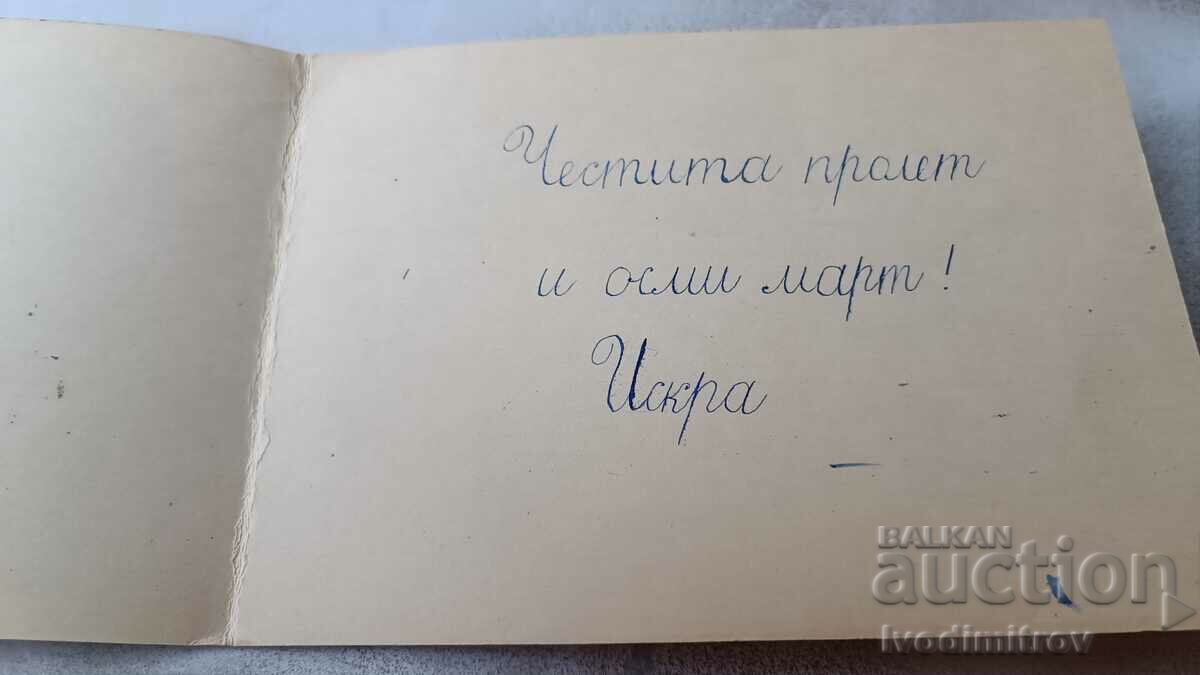 Честита пролет
и осми март!
Искра
BALKAN
auction
Ivodimitrov